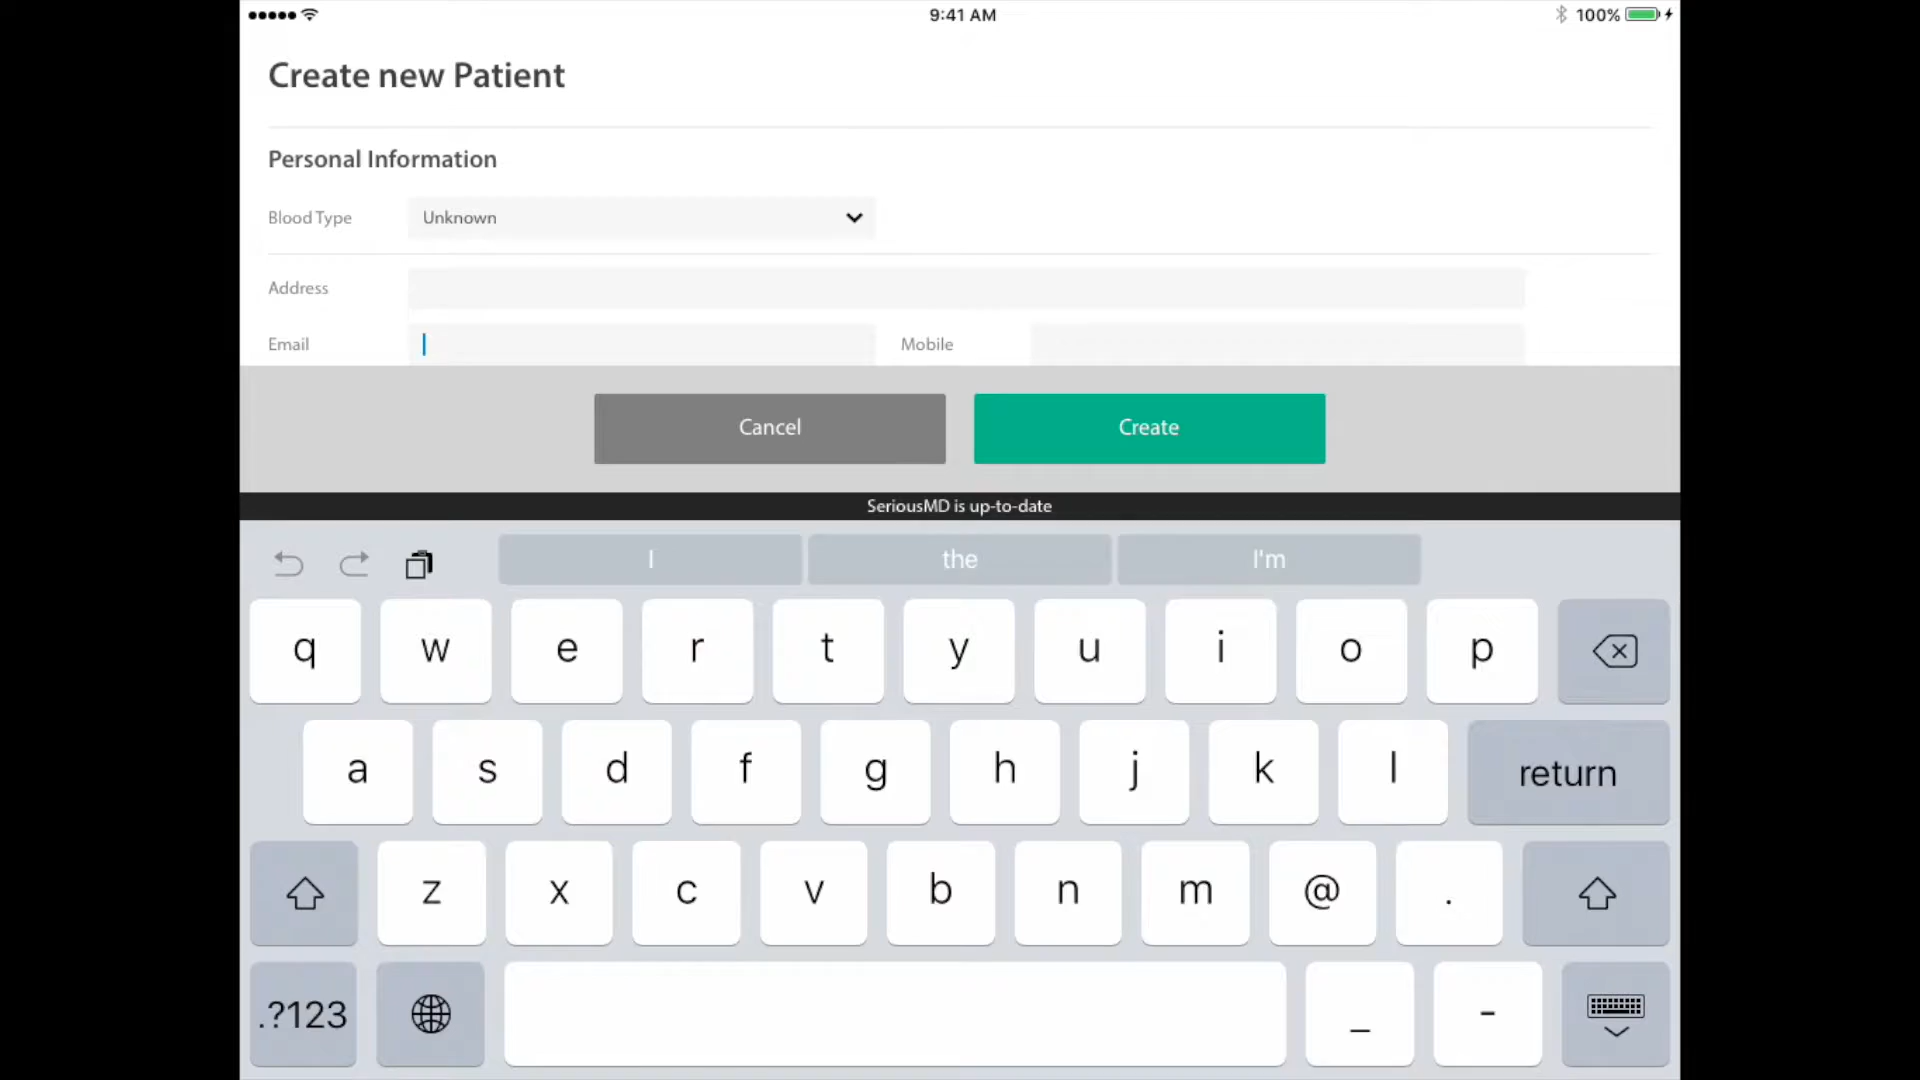 9:41 AM
100%
Create new Patient
Personal Information
Blood Type
Unknown
Address
Email
Mobile
Cancel
Create
SeriousMD is up-to-date
I
the
I'm
q w e r t y u i o p
a s d f g h j k l return
z x c v b n m @ .
.?123 _ -